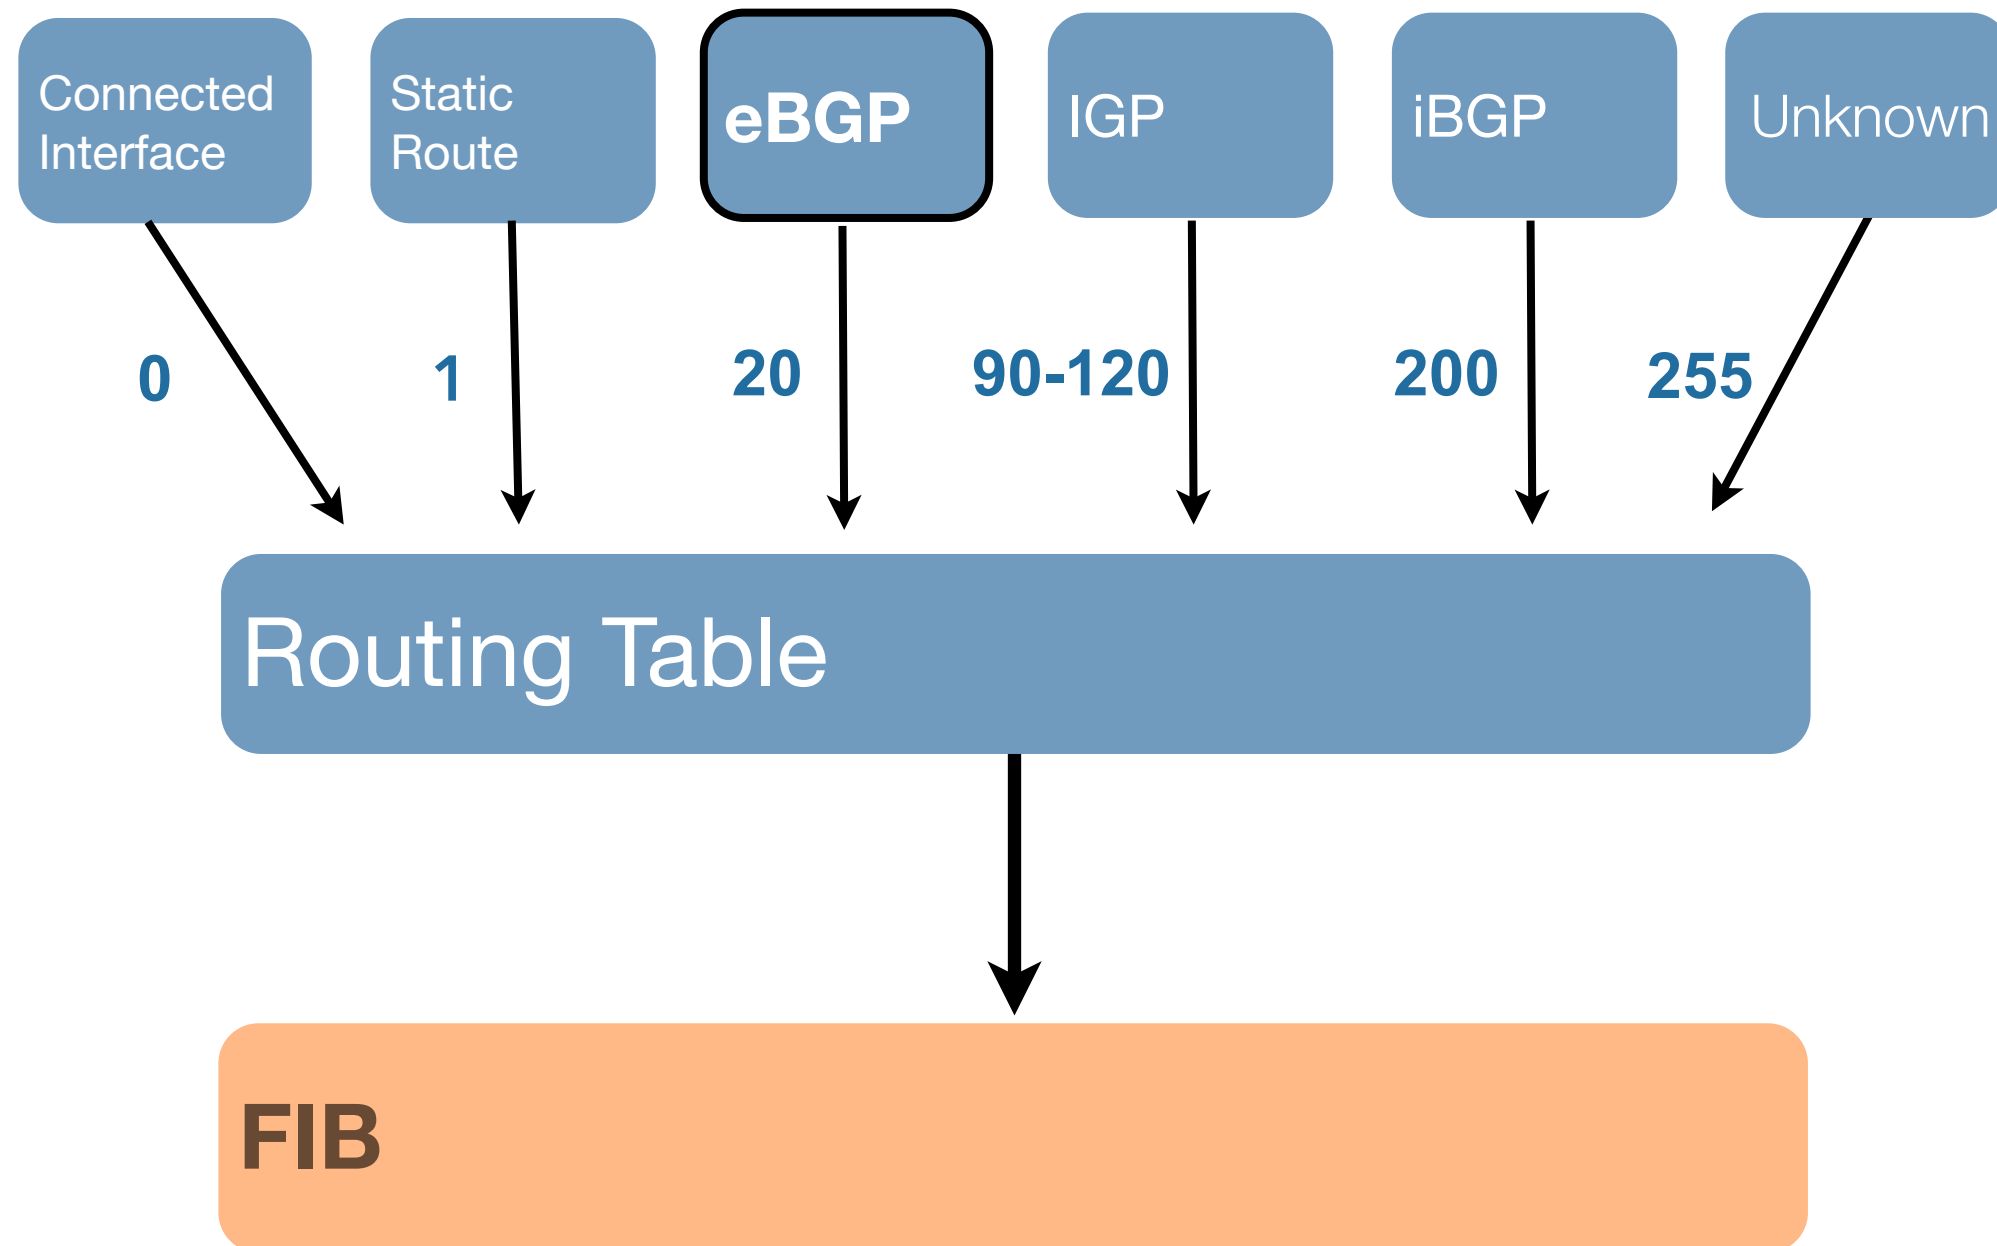 Connected
Interface
Static
Route
eBGP
IGP
iBGP
Unknown
0
1
20
90-120
200
255
Routing Table
FIB